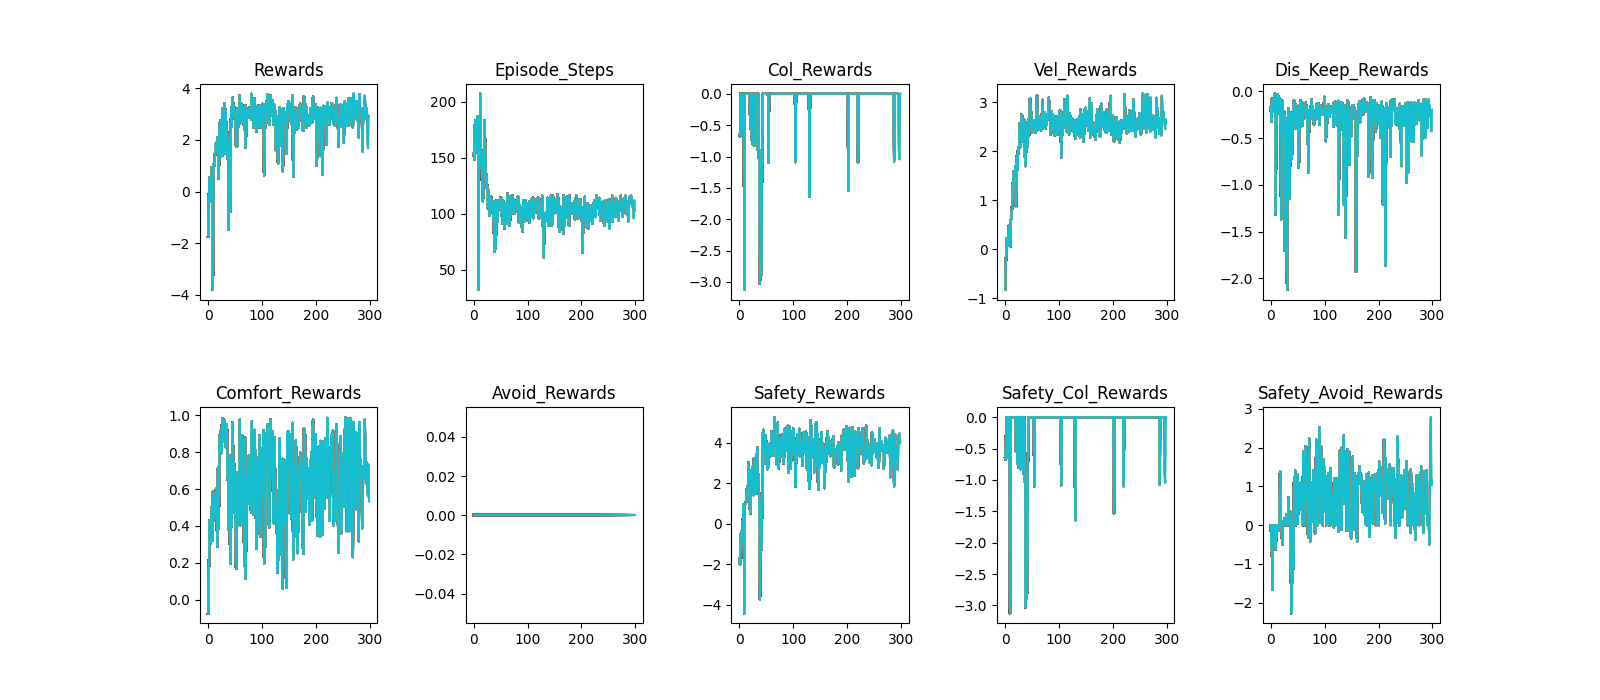 Rewards
4
2
0
−2
−4
0 100 200 300
Episode_Steps
200
150
100
50
0 100 200 300
Col_Rewards
0.0
−0.5
−1.0
−1.5
−2.0
−2.5
−3.0
0 100 200 300
Vel_Rewards
3
2
1
0
−1
0 100 200 300
Dis_Keep_Rewards
0.0
−0.5
−1.0
−1.5
−2.0
0 100 200 300
Comfort_Rewards
1.0
0.8
0.6
0.4
0.2
0.0
0 100 200 300
Avoid_Rewards
0.04
0.02
0.00
−0.02
−0.04
0 100 200 300
Safety_Rewards
4
2
0
−2
−4
0 100 200 300
Safety_Col_Rewards
0.0
−0.5
−1.0
−1.5
−2.0
−2.5
−3.0
0 100 200 300
Safety_Avoid_Rewards
3
2
1
0
−1
−2
0 100 200 300